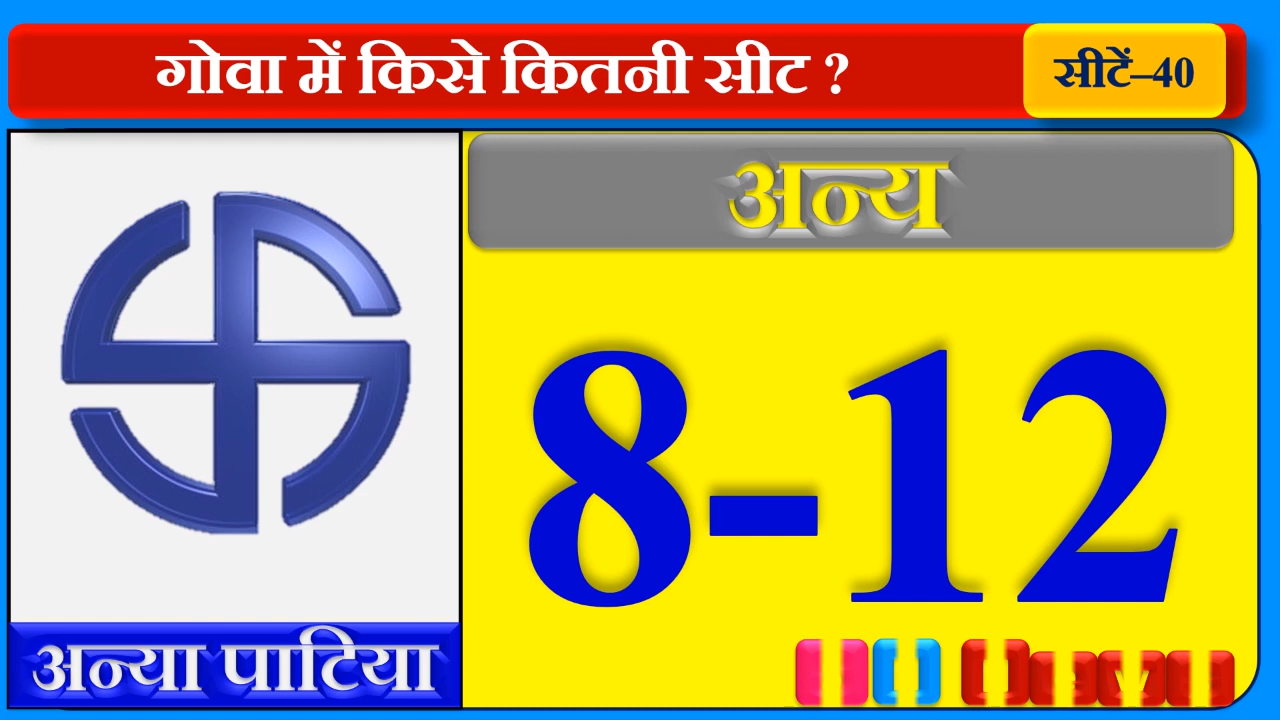 गोवा में किसे कितनी सीट ?
सीटें–40
अन्य
8-12
अन्या पाटिया